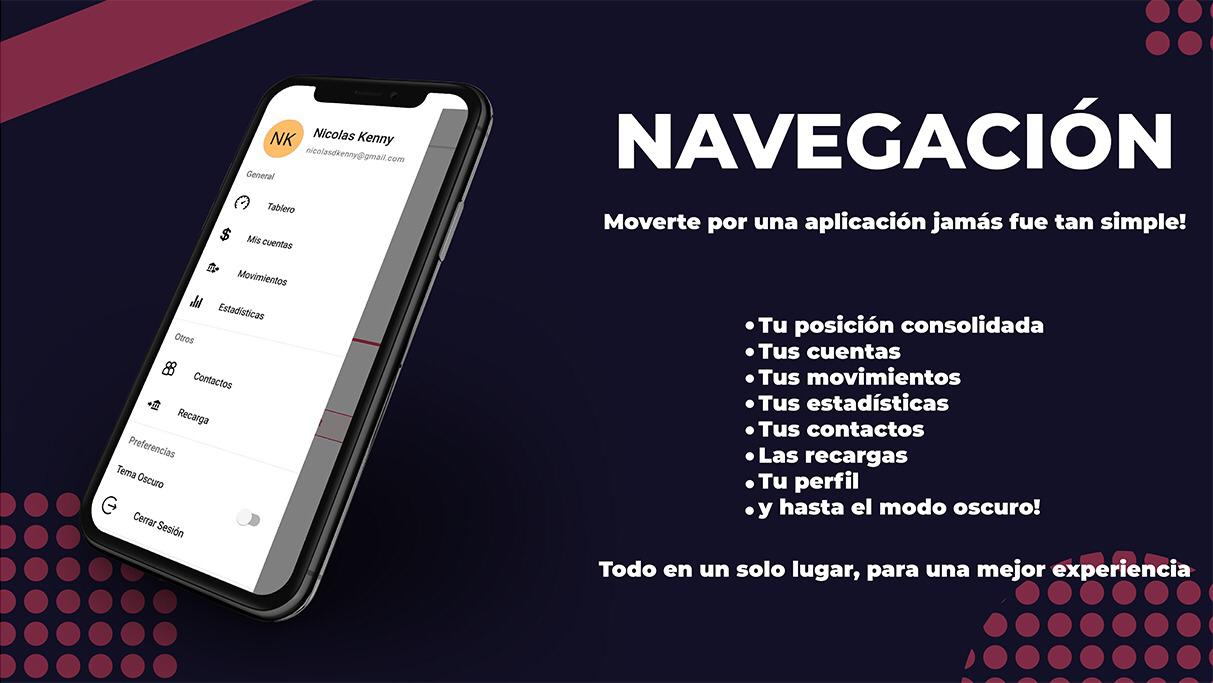 NK
Nicolas Kenny
nicolasdkenny@gmail.com
General
Tablero
Mis cuentas
Movimientos
Estadísticas
Otros
Contactos
Recarga
Preferencias
Tema Oscuro
Cerrar Sesión
NAVEGACIÓN
Moverte por una aplicación jamás fue tan simple!
•Tu posición consolidada
•Tus cuentas
•Tus movimientos
•Tus estadísticas
•Tus contactos
•Las recargas
•Tu perfil
•y hasta el modo oscuro!
Todo en un solo lugar, para una mejor experiencia